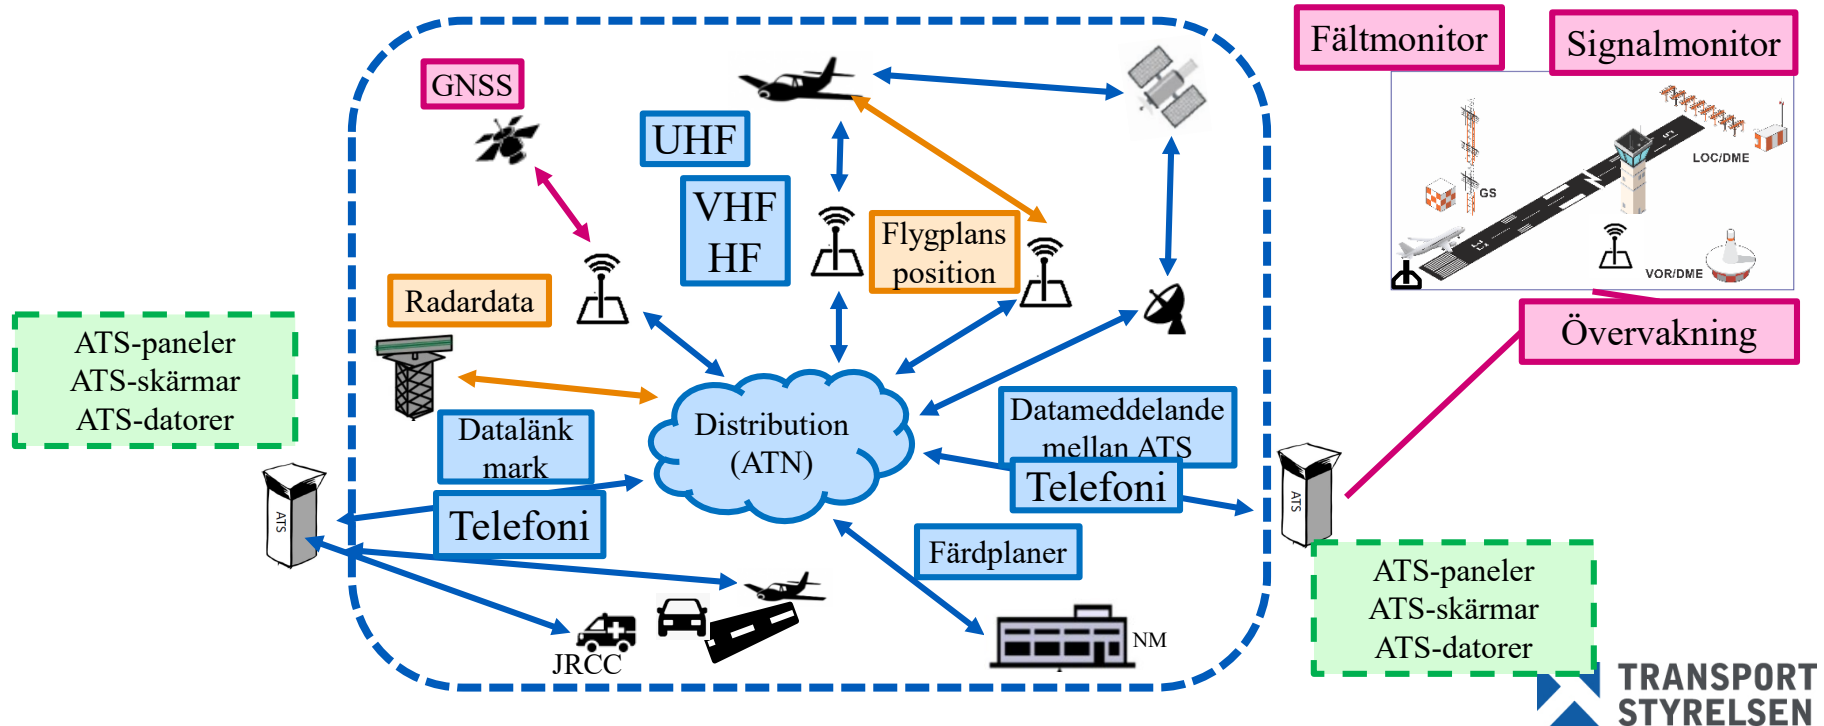 GNSS
UHF
VHF
HF
Flygplans
position
Radardata
Fältmonitor
Signalmonitor
LOC/DME
GS
VOR/DME
Övervakning
ATS-paneler
ATS-skärmar
ATS-datorer
Distribution
(ATN)
Datalänk
mark
Telefoni
Datameddelande
mellan ATS
Telefoni
Färdplaner
ATS
ATS
JRCC
NM
ATS-paneler
ATS-skärmar
ATS-datorer
TRANSPORT
STYRELSEN